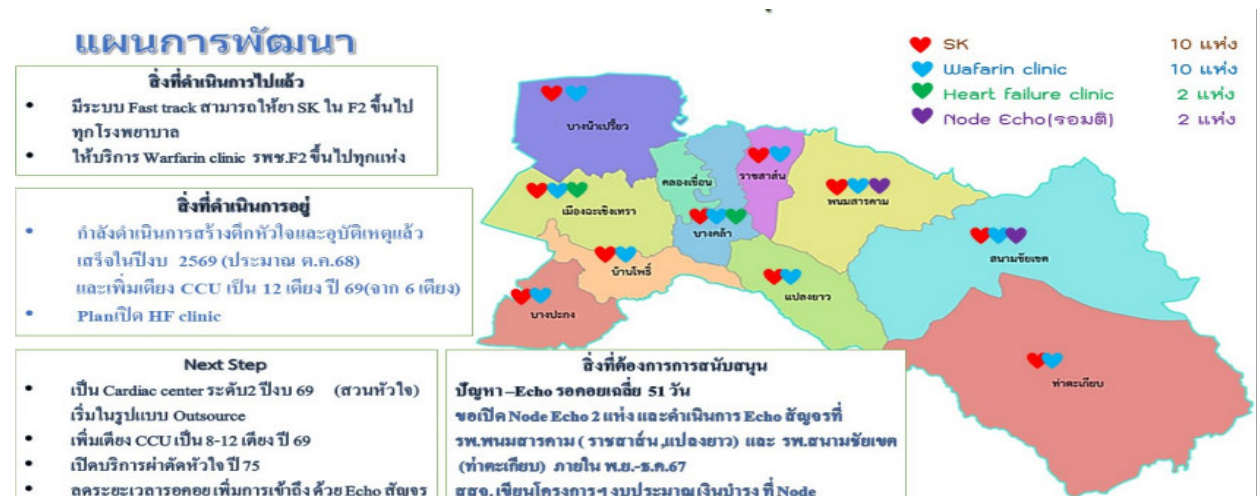 แผนการพัฒนา
สิ่งที่ดำเนินการไปแล้ว
• มีระบบ Fast track สามารถให้ยา SK ใน F2 ขึ้นไป
ทุกโรงพยาบาล
• ให้บริการ Warfarin clinic รพช.F2 ขึ้นไปทุกแห่ง
สิ่งที่ดำเนินการอยู่
• กำลังดำเนินการสร้างตึกหัวใจและอุบัติเหตุแล้ว
เสร็จในปีงบ 2569 (ประมาณ ต.ค.68)
และเพิ่มเตียง CCU เป็น 12 เตียง ปี 69(จาก 6 เตียง)
• Planเปิด HF clinic
Next Step
• เป็น Cardiac center ระดับ2 ปีงบ 69 (สวนหัวใจ)
เริ่มในรูปแบบ Outsource
• เพิ่มเตียง CCU เป็น 8-12 เตียง ปี 69
• เปิดบริการผ่าตัดหัวใจ ปี 75
• ลดระยะเวลารอคอย เพิ่มการเข้าถึง ด้วย Echo สัญจร
สิ่งที่ต้องการการสนับสนุน
ปัญหา –Echo รอคอยเฉลี่ย 51 วัน
ขอเปิด Node Echo 2 แห่ง และดำเนินการ Echo สัญจรที่
รพ.พนมสารคาม ( ราชสาส์น ,แปลงยาว) และ รพ.สนามชัยเขต
(ท่าตะเกียบ) ภายใน พ.ย.-ธ.ค.67
สสจ. เขียนโครงการฯ งบประมาณเงินบำรุง ที่ Node
SK 10 แห่ง
Wafarin clinic 10 แห่ง
Heart failure clinic 2 แห่ง
Node Echo(รอมติ) 2 แห่ง
บางน้ำเปรี้ยว
คลองเขื่อน
ราชสาส์น
เมืองฉะเชิงเทรา
พนมสารคาม
บางคล้า
สนามชัยเขต
บ้านโพธิ์
แปลงยาว
บางปะกง
ท่าตะเกียบ